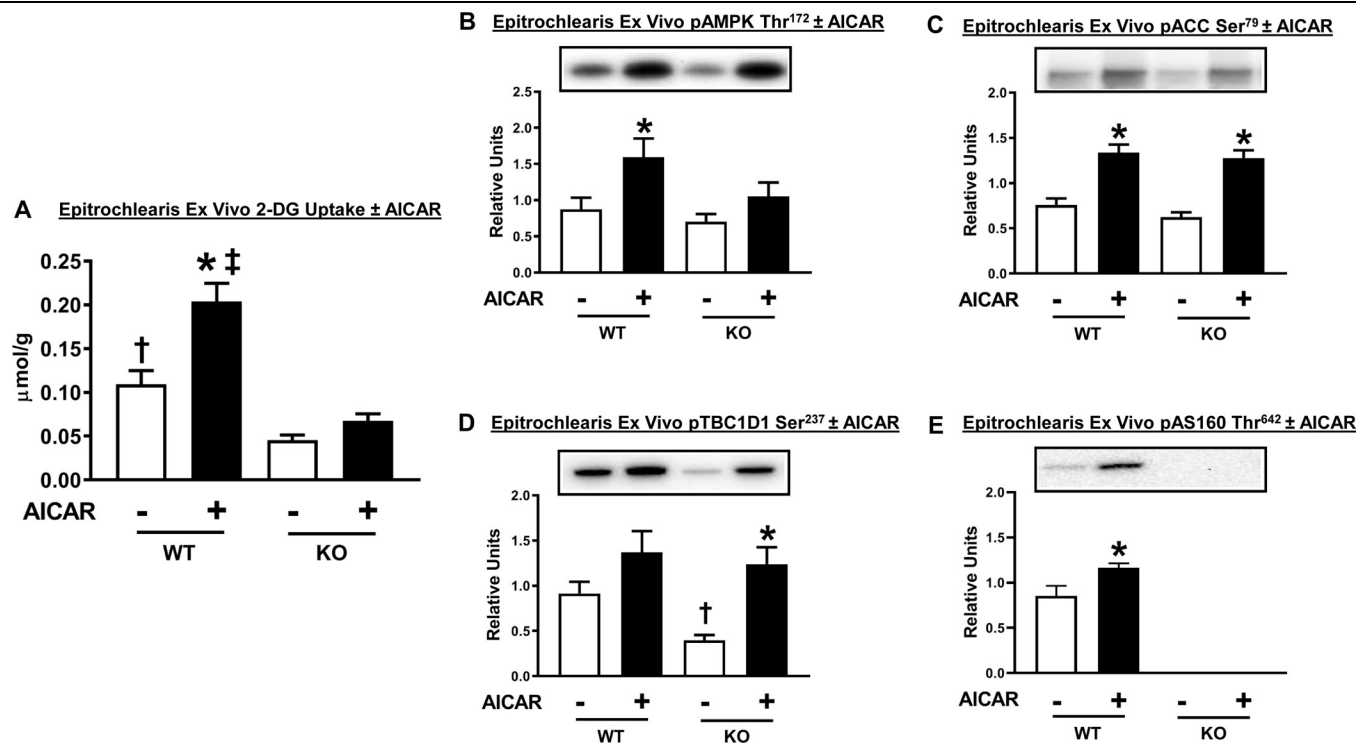 A Epitrochlearis Ex Vivo 2-DG Uptake ± AICAR
μmol/g
0.25
0.20
0.15
0.10
0.05
0.00
† * ‡
AICAR - + - +
WT KO
B Epitrochlearis Ex Vivo pAMPK Thr¹⁷² ± AICAR
Relative Units
2.5
2.0
1.5
1.0
0.5
0.0
*
AICAR - + - +
WT KO
C Epitrochlearis Ex Vivo pACC Ser⁷⁹ ± AICAR
Relative Units
2.0
1.5
1.0
0.5
0.0
* *
AICAR - + - +
WT KO
D Epitrochlearis Ex Vivo pTBC1D1 Ser²³⁷ ± AICAR
Relative Units
2.0
1.5
1.0
0.5
0.0
† *
AICAR - + - +
WT KO
E Epitrochlearis Ex Vivo pAS160 Thr⁶⁴² ± AICAR
Relative Units
2.0
1.5
1.0
0.5
0.0
*
AICAR - + - +
WT KO